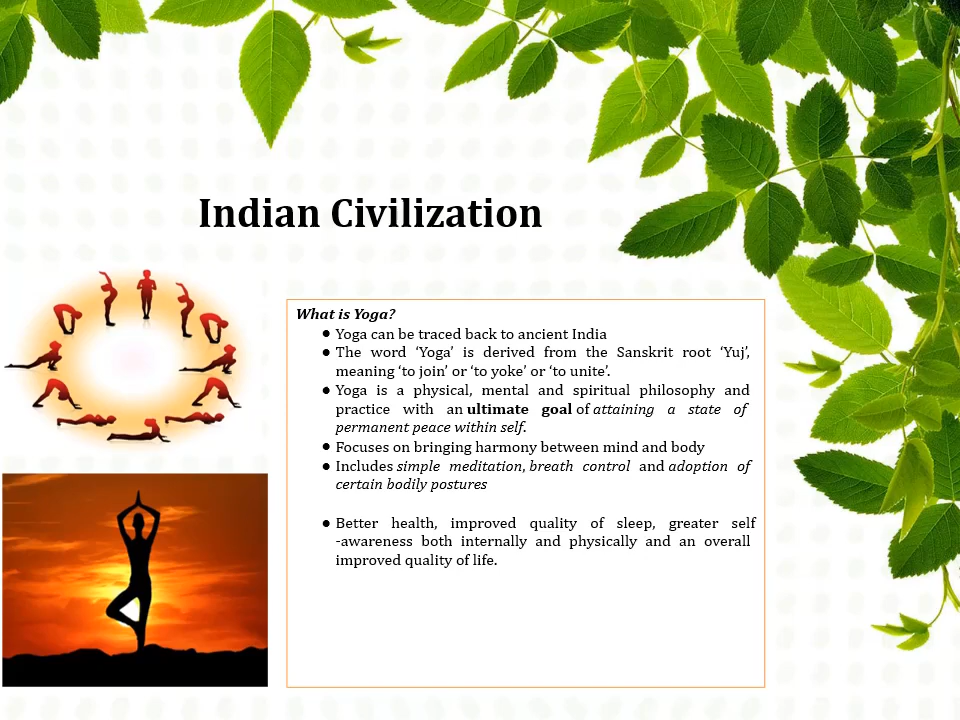 Indian Civilization
What is Yoga?
● Yoga can be traced back to ancient India
● The word ‘Yoga’ is derived from the Sanskrit root ‘Yuj’,
meaning ‘to join’ or ‘to yoke’ or ‘to unite’.
● Yoga is a physical, mental and spiritual philosophy and
practice with an ultimate goal of attaining a state of
permanent peace within self.
● Focuses on bringing harmony between mind and body
● Includes simple meditation, breath control and adoption of
certain bodily postures
● Better health, improved quality of sleep, greater self
-awareness both internally and physically and an overall
improved quality of life.